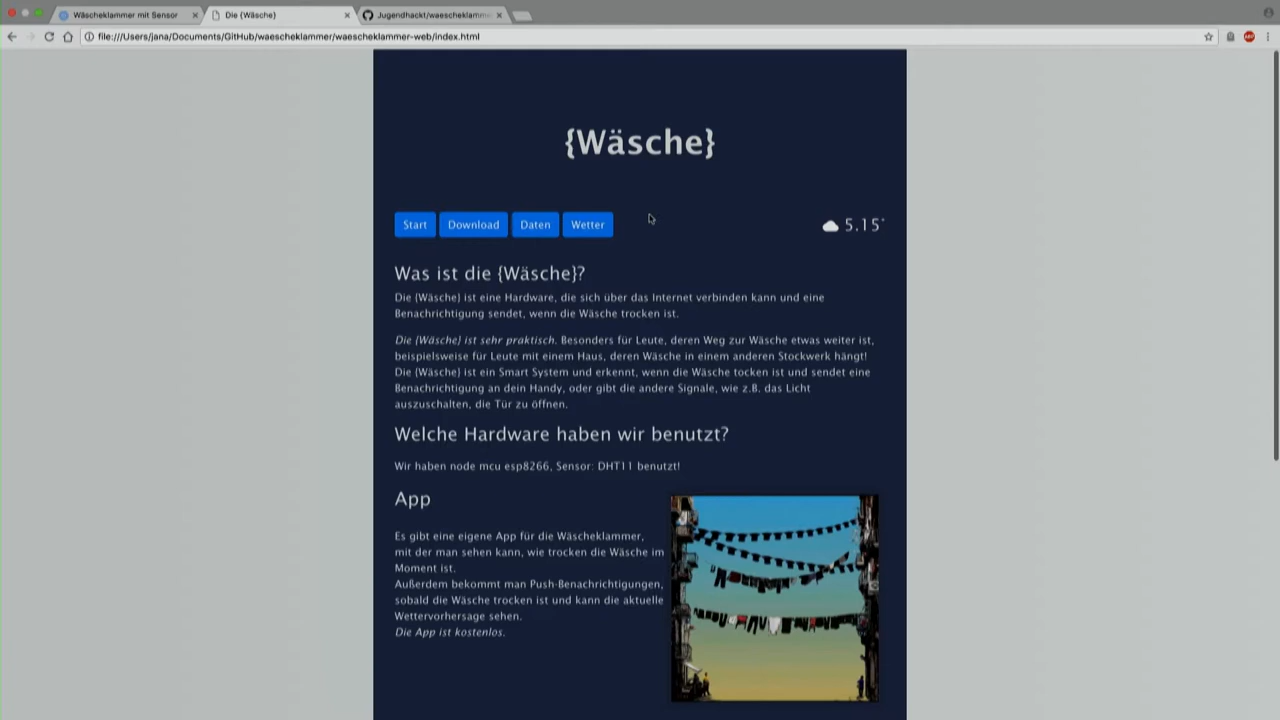 Wäscheklammer mit Sensor
Die {Wäsche}
Jugendhackt/waescheklamme
file:///Users/jana/Documents/GitHub/waescheklammer/waescheklammer-web/index.html
{Wäsche}
Start Download Daten Wetter 5.15°
Was ist die {Wäsche}?
Die {Wäsche} ist eine Hardware, die sich über das Internet verbinden kann und eine
Benachrichtigung sendet, wenn die Wäsche trocken ist.
Die {Wäsche} ist sehr praktisch. Besonders für Leute, deren Weg zur Wäsche etwas weiter ist,
beispielsweise für Leute mit einem Haus, deren Wäsche in einem anderen Stockwerk hängt!
Die {Wäsche} ist ein Smart System und erkennt, wenn die Wäsche tocken ist und sendet eine
Benachrichtigung an dein Handy, oder gibt die andere Signale, wie z.B. das Licht
auszuschalten, die Tür zu öffnen.
Welche Hardware haben wir benutzt?
Wir haben node mcu esp8266, Sensor: DHT11 benutzt!
App
Es gibt eine eigene App für die Wäscheklammer,
mit der man sehen kann, wie trocken die Wäsche im
Moment ist.
Außerdem bekommt man Push-Benachrichtigungen,
sobald die Wäsche trocken ist und kann die aktuelle
Wettervorhersage sehen.
Die App ist kostenlos.